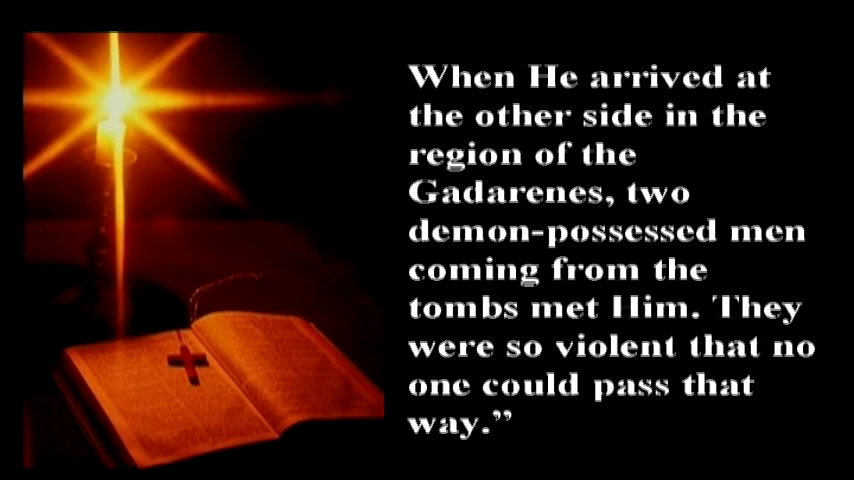 When He arrived at
the other side in the
region of the
Gadarenes, two
demon-possessed men
coming from the
tombs met Him. They
were so violent that no
one could pass that
way.”